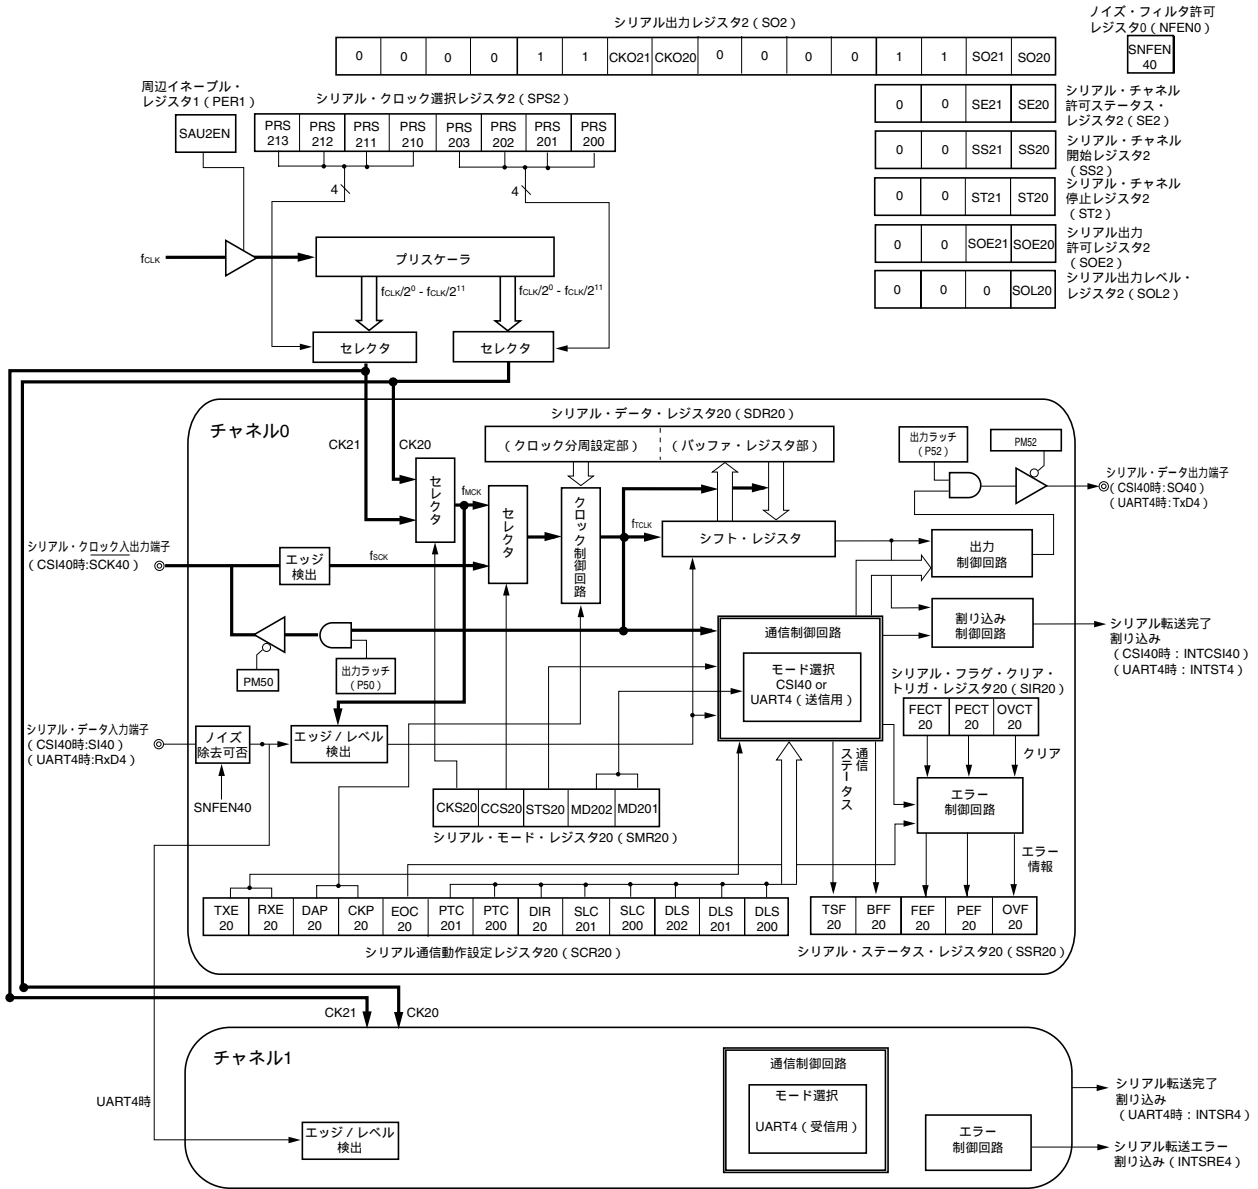 シリアル出力レジスタ2(SO2)
0 0 0 0 1 1 CKO21 CKO20 0 0 0 0 1 1 SO21 SO20
ノイズ・フィルタ許可
レジスタ0(NFEN0)
SNFEN
40
周辺イネーブル・
レジスタ1(PER1)
SAU2EN
シリアル・クロック選択レジスタ2(SPS2)
PRS PRS PRS PRS PRS PRS PRS PRS
213 212 211 210 203 202 201 200
4
4
0 0 SE21 SE20
シリアル・チャネル
許可ステータス・
レジスタ2(SE2)
0 0 SS21 SS20
シリアル・チャネル
開始レジスタ2
(SS2)
0 0 ST21 ST20
シリアル・チャネル
停止レジスタ2
(ST2)
0 0 SOE21 SOE20
シリアル出力
許可レジスタ2
(SOE2)
0 0 0 SOL20
シリアル出力レベル・
レジスタ2(SOL2)
fCLK
プリスケーラ
fCLK/2⁰ - fCLK/2¹¹
fCLK/2⁰ - fCLK/2¹¹
セレクタ
セレクタ
チャネル0
CK21
CK20
シリアル・データ・レジスタ20(SDR20)
(クロック分周設定部)
(バッファ・レジスタ部)
出力ラッチ
(P52)
PM52
シリアル・データ出力端子
(CSI40時:SO40)
(UART4時:TxD4)
セレクタ
fMCK
セレクタ
クロック制御回路
fTCLK
シフト・レジスタ
出力
制御回路
シリアル・クロック入出力端子
(CSI40時:SCK40)
エッジ
検出
fSCK
PM50
出力ラッチ
(P50)
通信制御回路
モード選択
CSI40 or
UART4(送信用)
割り込み
制御回路
シリアル転送完了
割り込み
(CSI40時:INTCSI40)
(UART4時:INTST4)
シリアル・フラグ・クリア・
トリガ・レジスタ20(SIR20)
FECT PECT OVCT
20 20 20
クリア
シリアル・データ入力端子
(CSI40時:SI40)
(UART4時:RxD4)
ノイズ
除去可否
SNFEN40
エッジ/レベル
検出
通信
ステータス
エラー
制御回路
エラー
情報
CKS20 CCS20 STS20 MD202 MD201
シリアル・モード・レジスタ20(SMR20)
TXE RXE DAP CKP EOC PTC PTC DIR SLC SLC DLS DLS DLS
20 20 20 20 20 201 200 20 201 200 202 201 200
シリアル通信動作設定レジスタ20(SCR20)
TSF BFF FEF PEF OVF
20 20 20 20 20
シリアル・ステータス・レジスタ20(SSR20)
CK21
CK20
チャネル1
UART4時
エッジ/レベル
検出
通信制御回路
モード選択
UART4(受信用)
エラー
制御回路
シリアル転送完了
割り込み
(UART4時:INTSR4)
シリアル転送エラー
割り込み(INTSRE4)